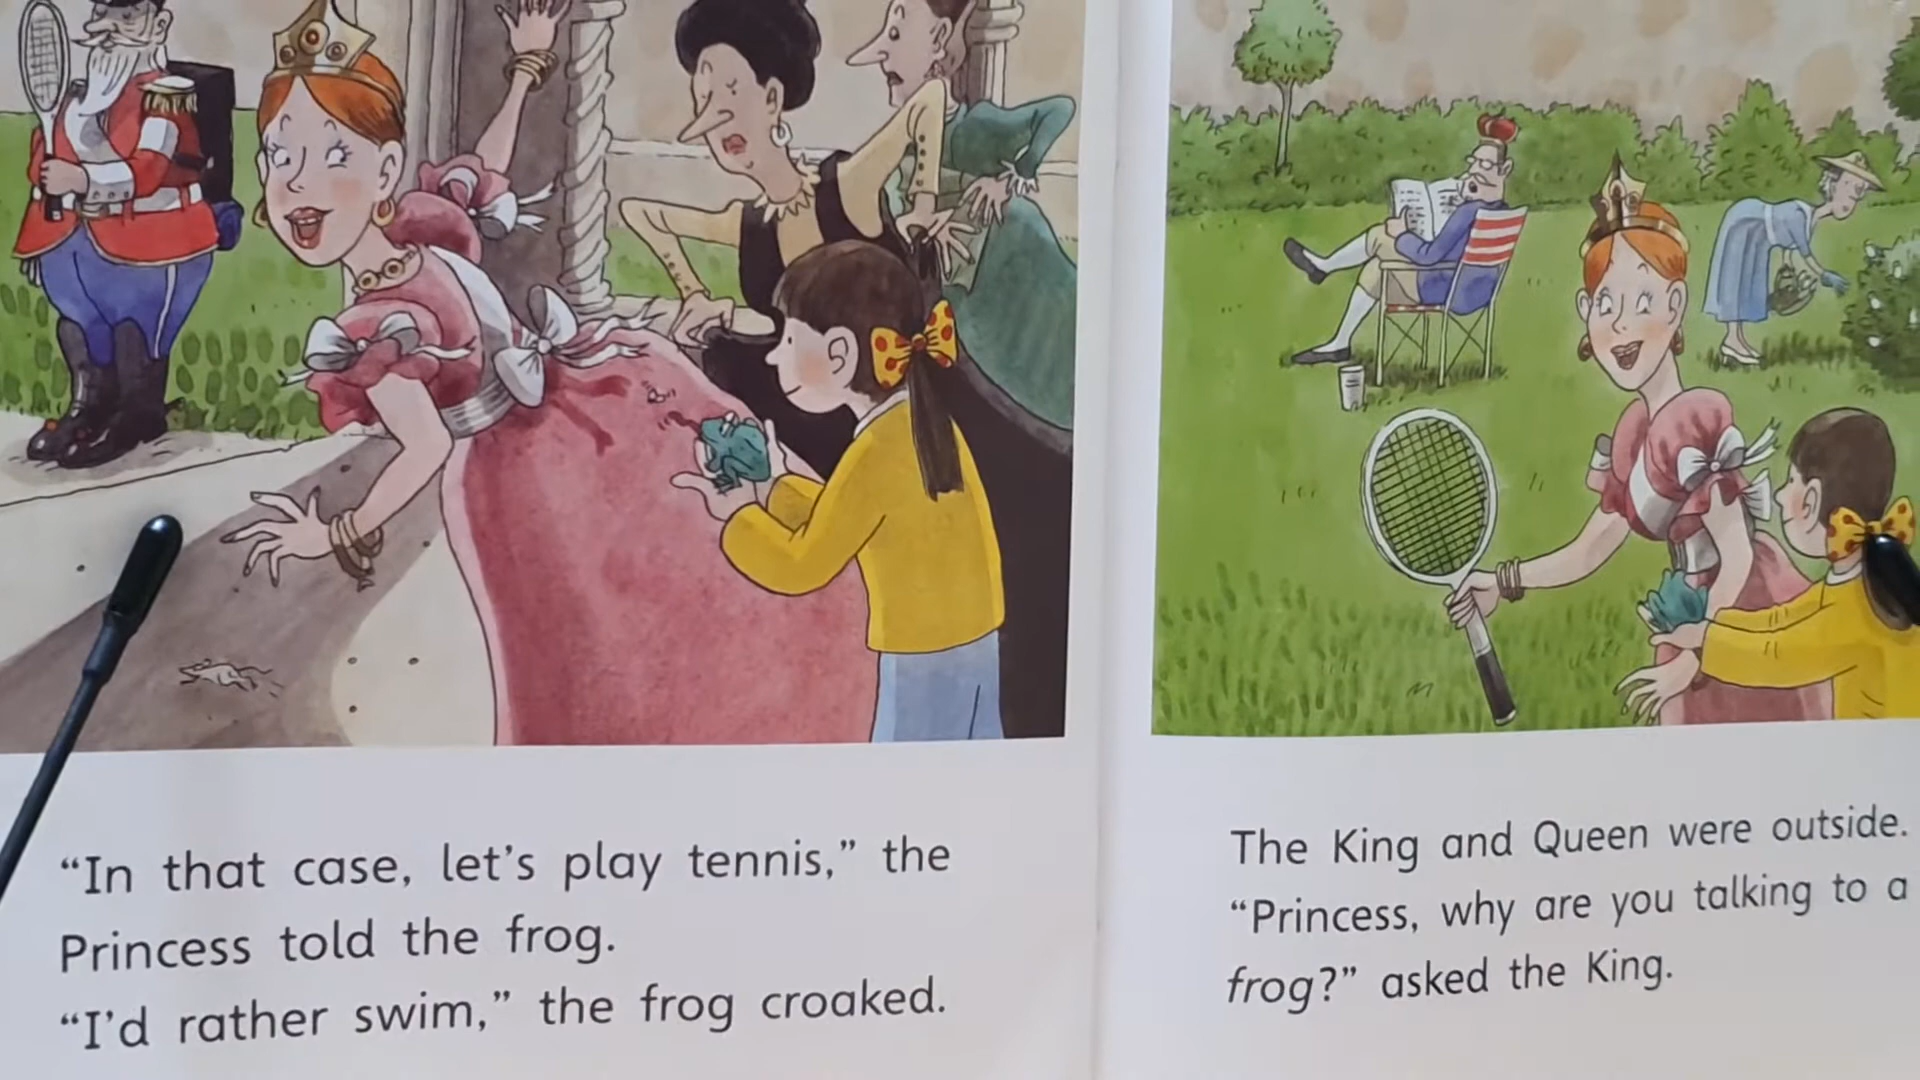 “In that case, let’s play tennis,” the
Princess told the frog.
“I’d rather swim,” the frog croaked.
The King and Queen were outside.
“Princess, why are you talking to a
frog?” asked the King.